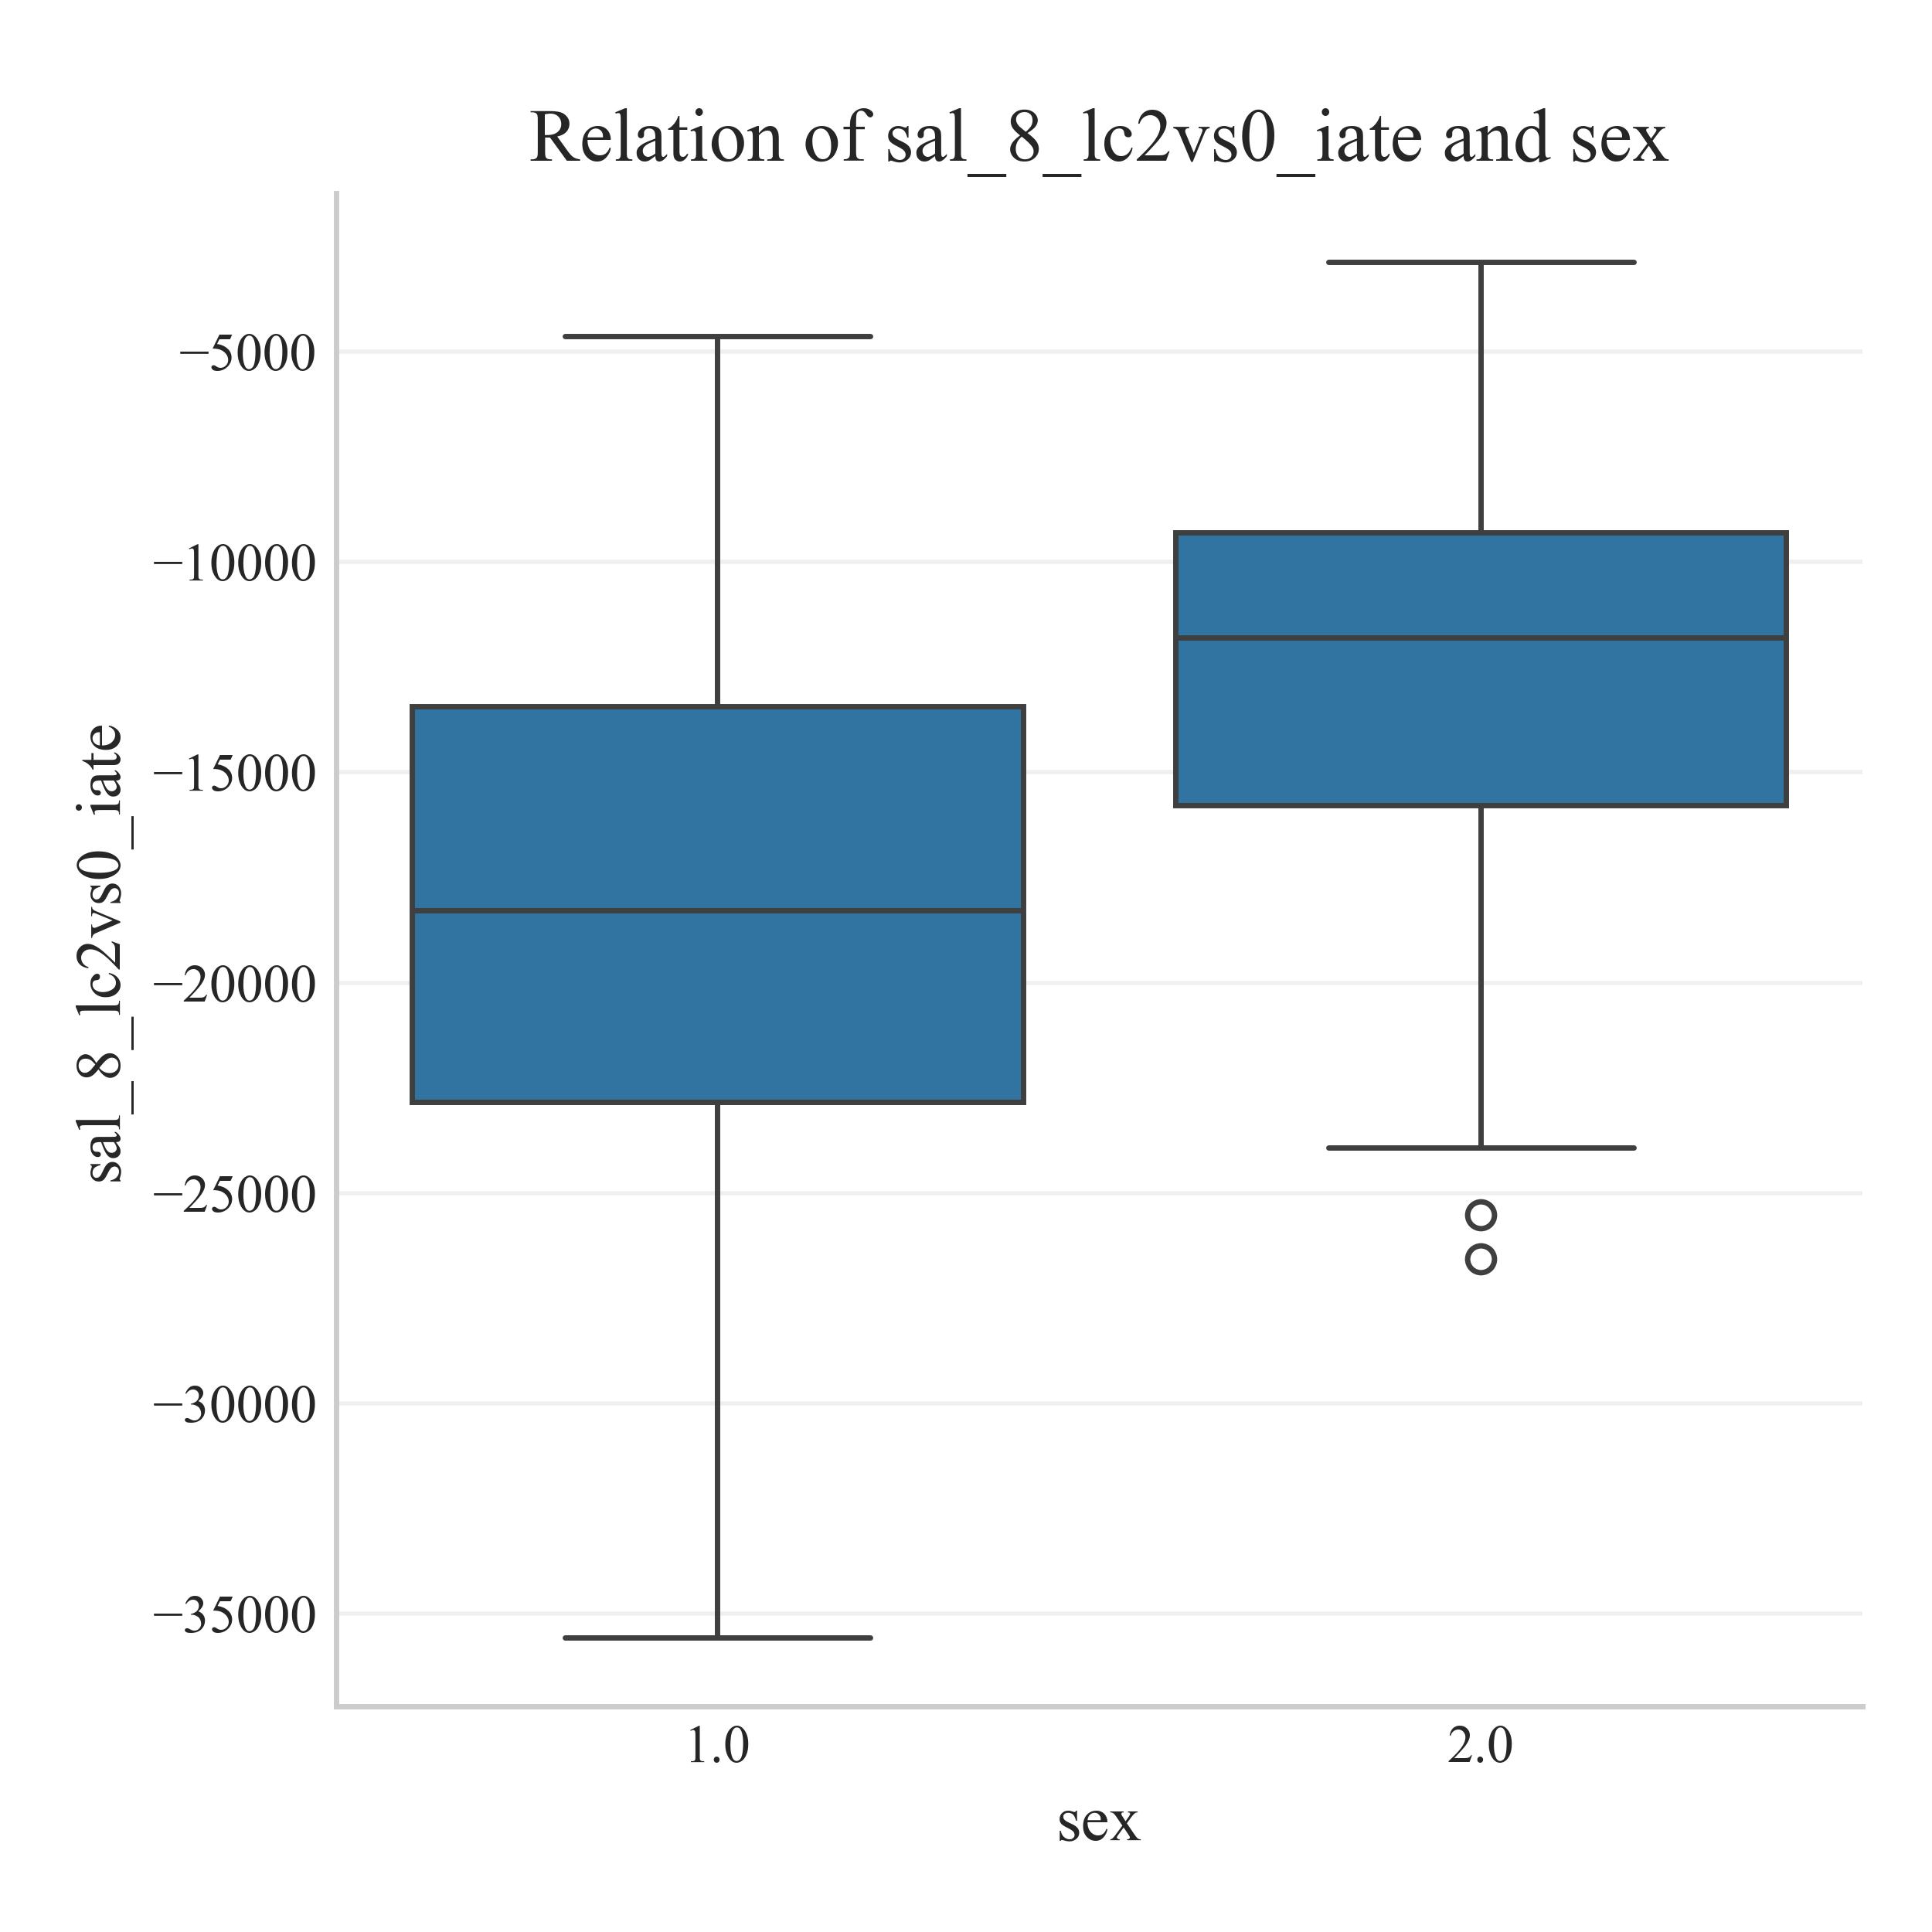 Relation of sal_8_lc2vs0_iate and sex
sal_8_lc2vs0_iate
−5000
−10000
−15000
−20000
−25000
−30000
−35000
1.0 2.0
sex